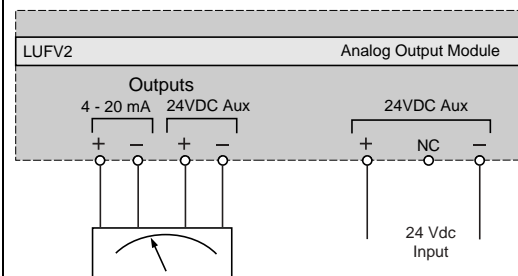 LUFV2 Analog Output Module
Outputs
4 - 20 mA 24VDC Aux 24VDC Aux
+ – + – + NC –
24 Vdc
Input